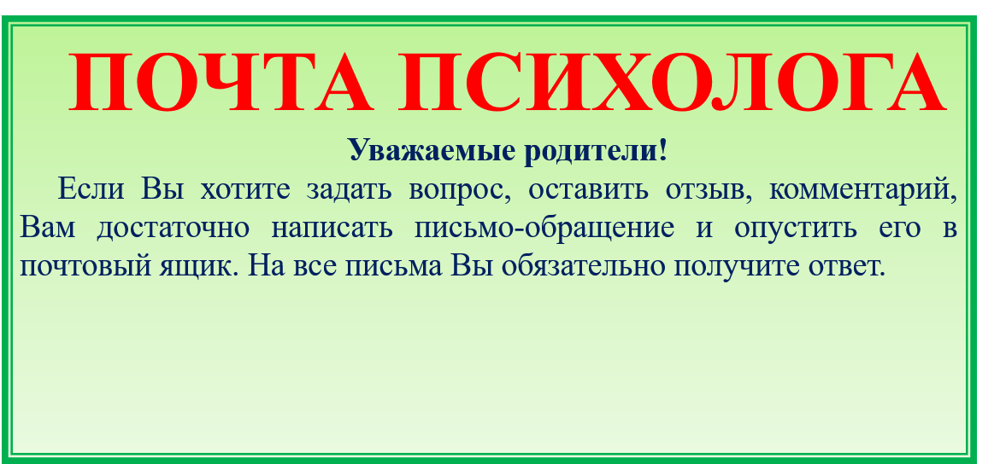 ПОЧТА ПСИХОЛОГА
Уважаемые родители!
Если Вы хотите задать вопрос, оставить отзыв, комментарий,
Вам достаточно написать письмо-обращение и опустить его в
почтовый ящик. На все письма Вы обязательно получите ответ.